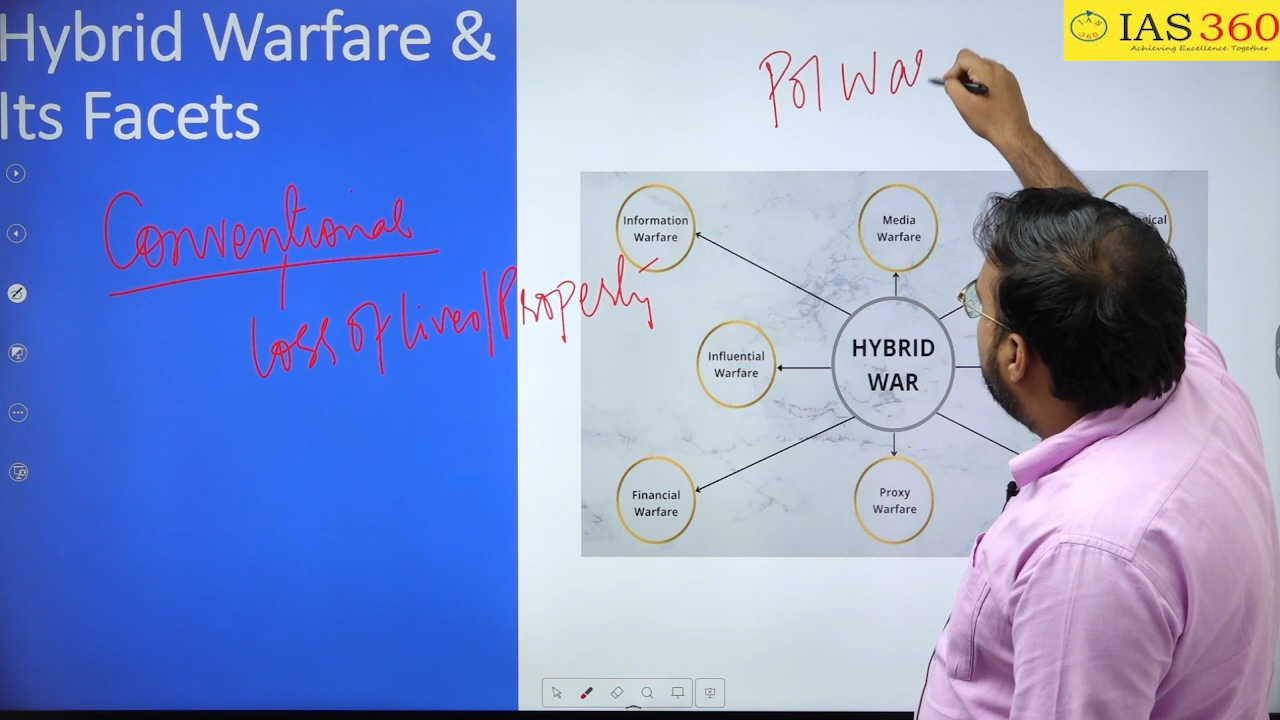 Hybrid Warfare &
Its Facets
IAS 360
Achieving Excellence Together
Pol War
Conventional
Loss of lives/Property
Information
Warfare
Media
Warfare
Influential
Warfare
HYBRID
WAR
Financial
Warfare
Proxy
Warfare